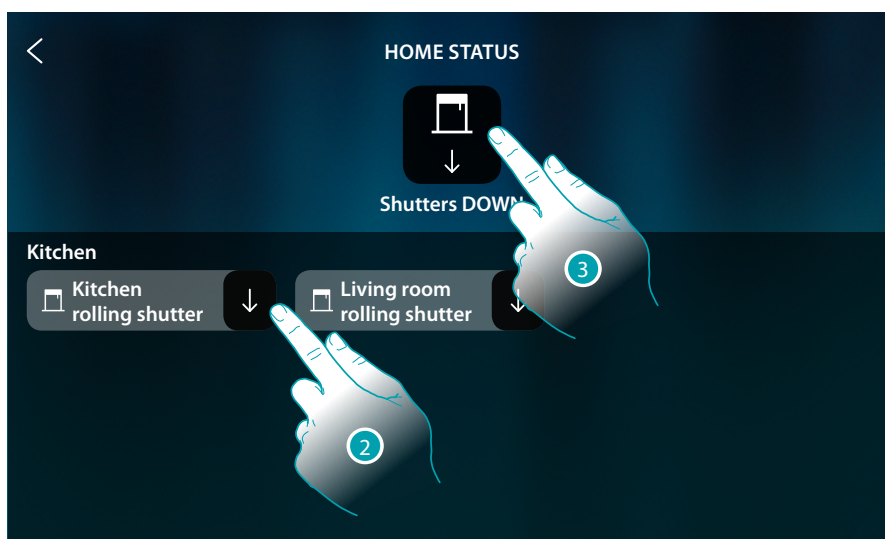 HOME STATUS
Shutters DOWN
Kitchen
Kitchen
rolling shutter
Living room
rolling shutter
3
2